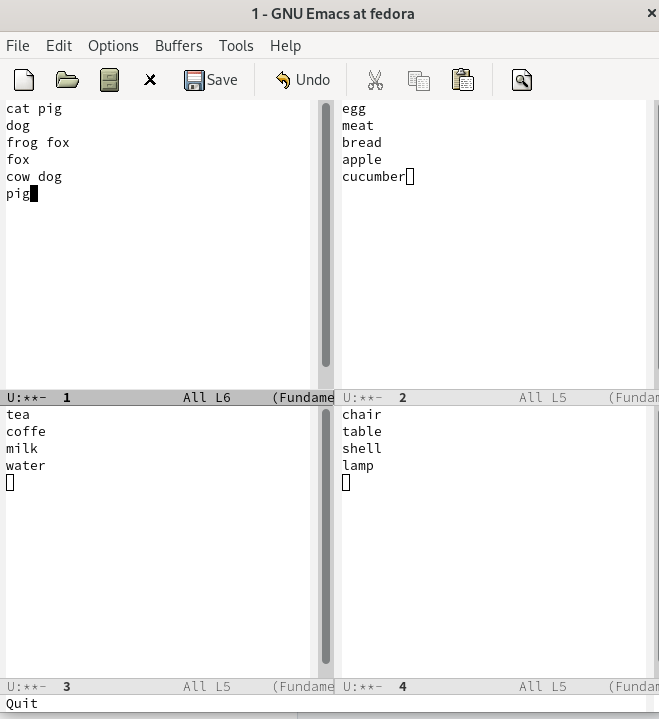 1 - GNU Emacs at fedora
File Edit Options Buffers Tools Help
Save Undo
cat pig
dog
frog fox
fox
cow dog
pig
U:**- 1 All L6 (Fundame
egg
meat
bread
apple
cucumber
U:**- 2 All L5 (Fundam
tea
coffe
milk
water
U:**- 3 All L5 (Fundame
chair
table
shell
lamp
U:**- 4 All L5 (Fundam
Quit